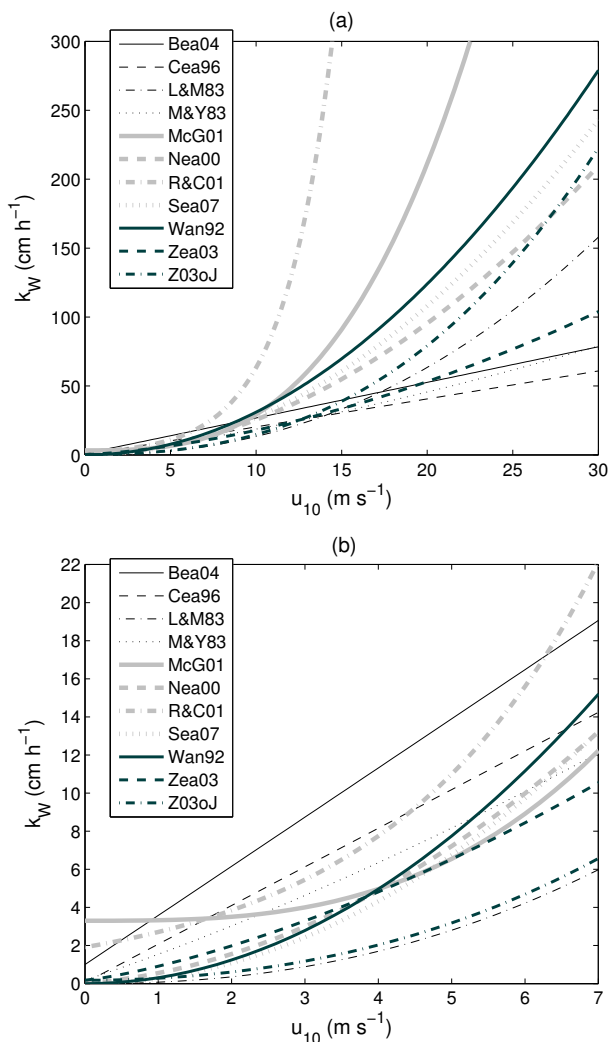 (a)
300
250
200
150
100
50
0
k_W (cm h⁻¹)
Bea04
Cea96
L&M83
M&Y83
McG01
Nea00
R&C01
Sea07
Wan92
Zea03
Z03oJ
0 5 10 15 20 25 30
u₁₀ (m s⁻¹)
(b)
22
20
18
16
14
12
10
8
6
4
2
0
k_W (cm h⁻¹)
Bea04
Cea96
L&M83
M&Y83
McG01
Nea00
R&C01
Sea07
Wan92
Zea03
Z03oJ
0 1 2 3 4 5 6 7
u₁₀ (m s⁻¹)